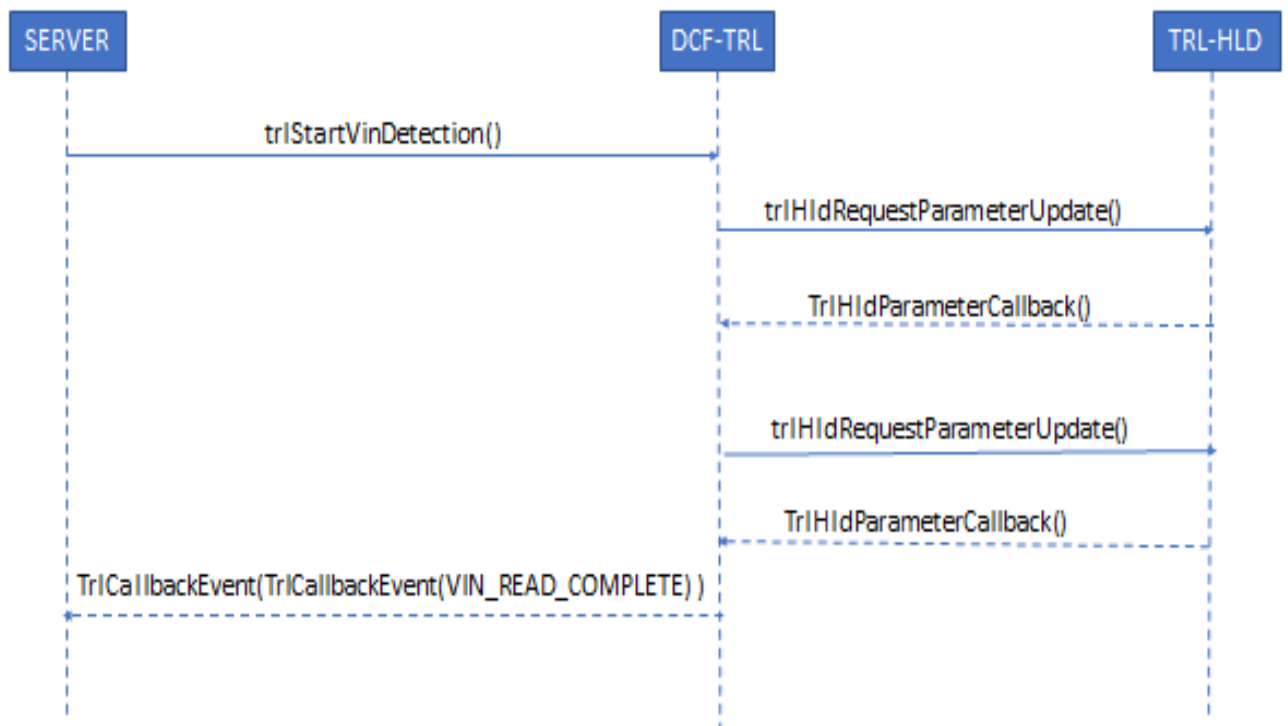 SERVER
DCF-TRL
TRL-HLD
trlStartVinDetection()
trlHldRequestParameterUpdate()
TrlHldParameterCallback()
trlHldRequestParameterUpdate()
TrlHldParameterCallback()
TrlCallbackEvent(TrlCallbackEvent(VIN_READ_COMPLETE) )